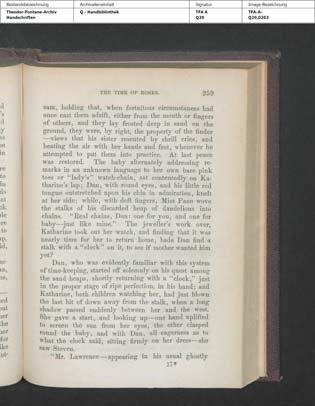 Bestandsbezeichnung Archivalieneinheit Signatur Image-Bezeichnung
Theodor-Fontane-Archiv Q - Handbibliothek TFA A TFA-A-
Handschriften Q29 Q29,0263
THE TIME OF ROSES. 259
saw, holding that, when fortuitous circumstances had
once cast them adrift, either from the mouth or fingers
of others, and they lay frosted deep in sand on the
ground, they were, by right, the property of the finder
—views that his sister resented by shrill cries, and
beating the air with her hands and feet, whenever he
attempted to put them into practice. At last peace
was restored. The baby alternately addressing re-
marks in an unknown language to her own bare pink
toes or "lady's" watch-chain, sat contentedly on Ka-
tharine's lap; Dan, with round eyes, and his little red
tongue outstretched upon his chin in admiration, knelt
at her side; while, with deft fingers, Miss Fane wove
the stalks of his discarded heap of dandelions into
chains. "Real chains, Dan: one for you, and one for
baby—just like mine." The jeweller's work over,
Katharine took out her watch, and finding that it was
nearly time for her to return home, bade Dan find a
stalk with a "clock" on it, to see if mother wanted him
yet?
Dan, who was evidently familiar with this system
of time-keeping, started off solemnly on his quest among
the sand heaps, shortly returning with a "clock," just
in the proper stage of ripe perfection, in his hand; and
Katharine, both children watching her, had just blown
the last bit of down away from the stalk, when a long
shadow passed suddenly between her and the west.
She gave a start, and looking up—one hand uplifted
to screen the sun from her eyes, the other clasped
round the baby, and with Dan, all eagerness as to
what the clock said, sitting firmly on her dress—she
saw Steven.
"Mr. Lawrence—appearing in his usual ghostly
17*